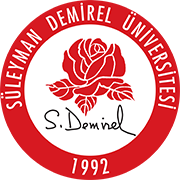 SÜLEYMAN DEMİREL ÜNİVERSİTESİ
S. Demirel
1992